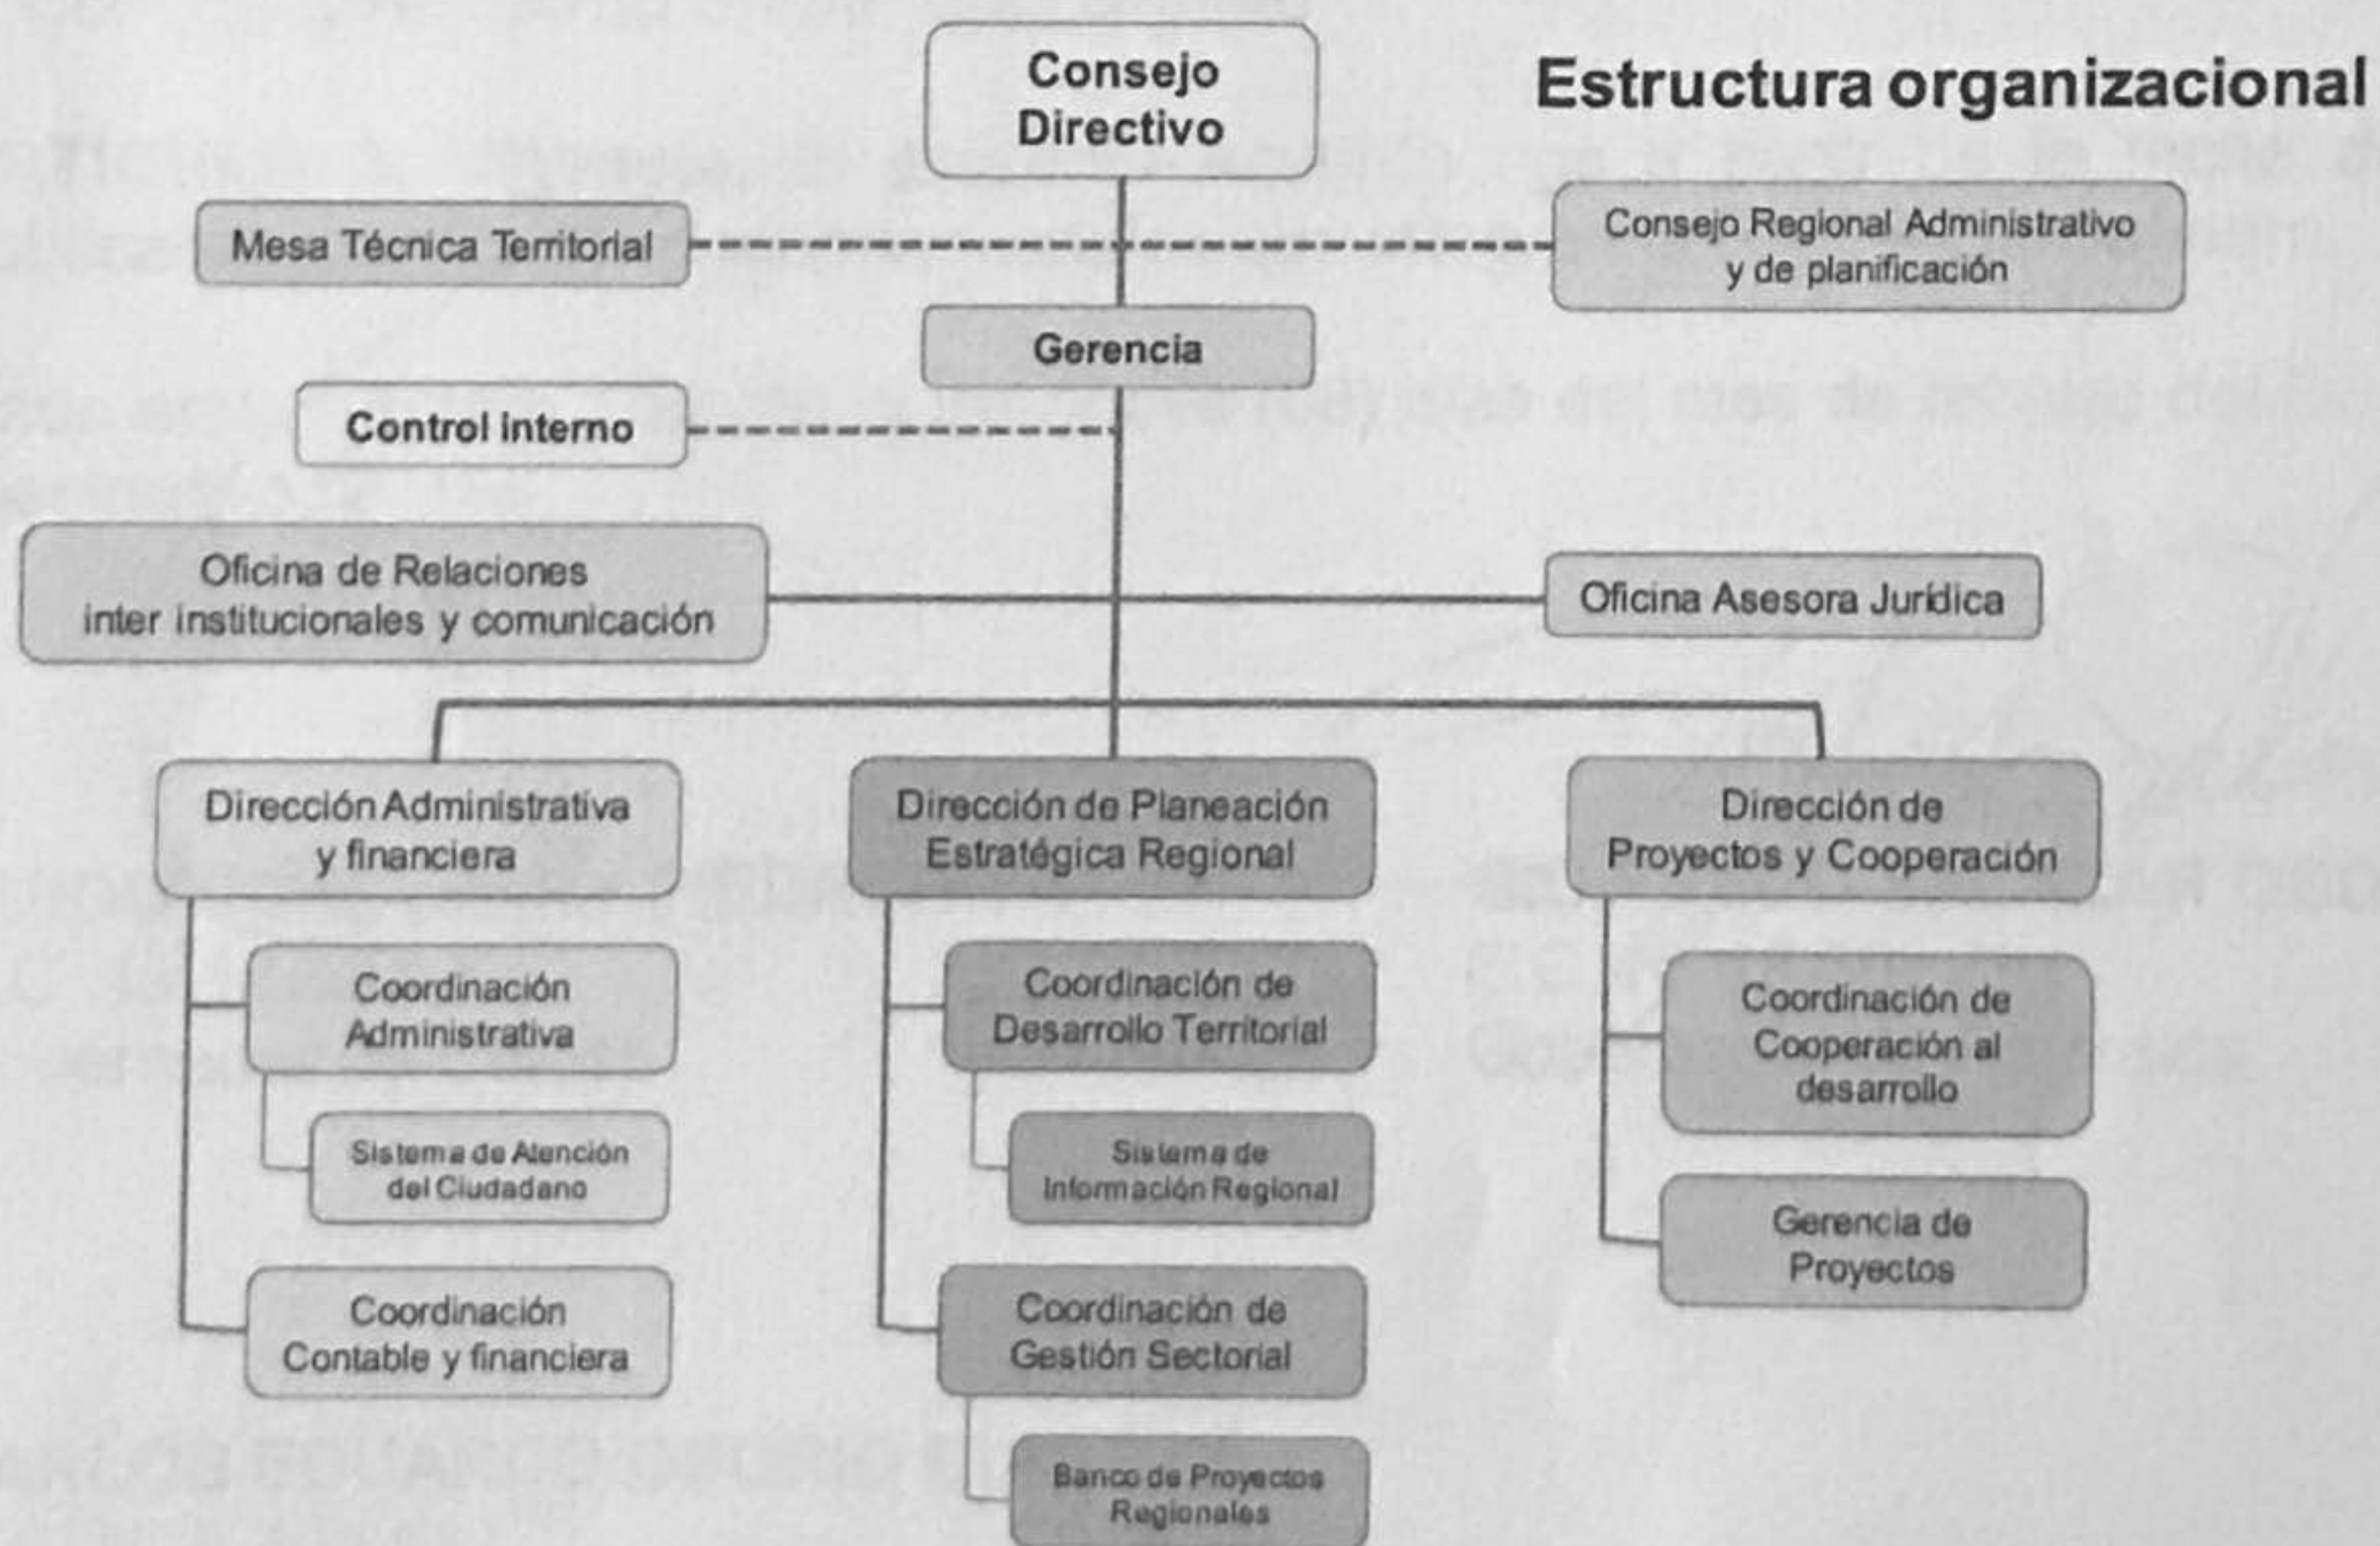 Consejo
Directivo
Estructura organizacional
Mesa Técnica Territorial
Consejo Regional Administrativo
y de planificación
Gerencia
Control interno
Oficina de Relaciones
inter institucionales y comunicación
Oficina Asesora Jurídica
Dirección Administrativa
y financiera
Dirección de Planeación
Estratégica Regional
Dirección de
Proyectos y Cooperación
Coordinación
Administrativa
Sistema de Atención
del Ciudadano
Coordinación
Contable y financiera
Coordinación de
Desarrollo Territorial
Sistema de
Información Regional
Coordinación de
Gestión Sectorial
Banco de Proyectos
Regionales
Coordinación de
Cooperación al
desarrollo
Gerencia de
Proyectos